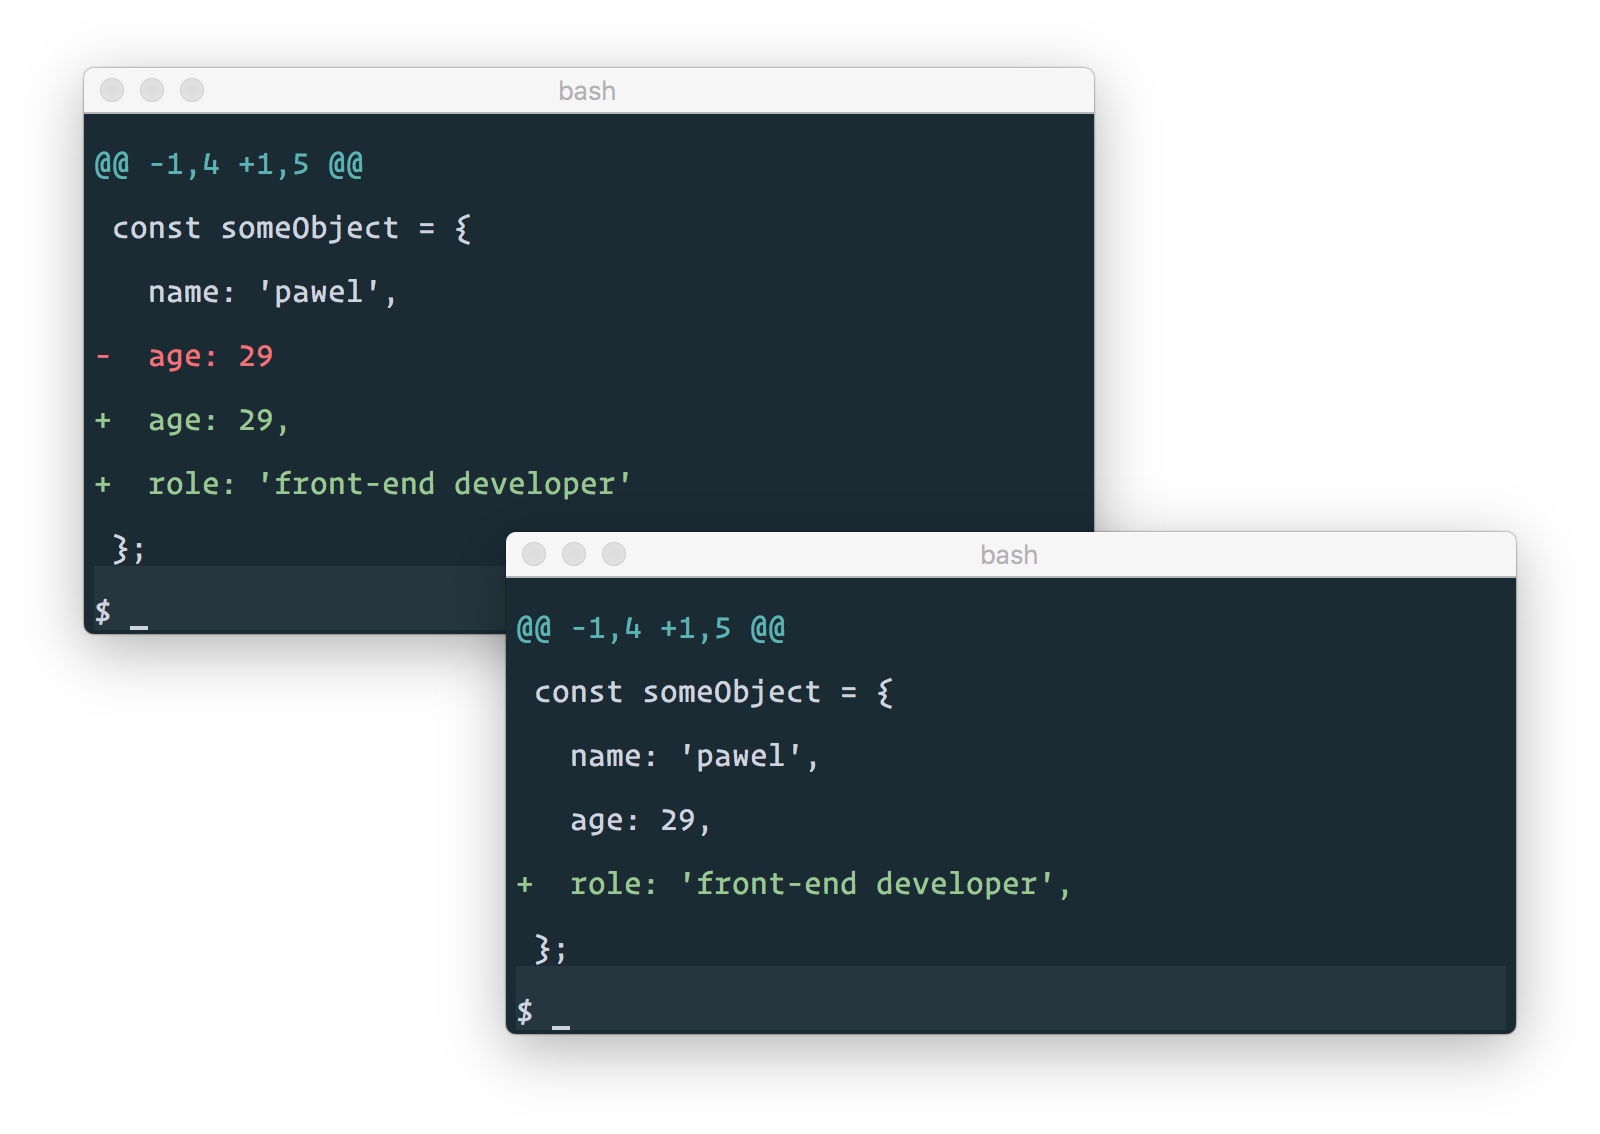 bash
@@ -1,4 +1,5 @@
 const someObject = {
   name: 'pawel',
-  age: 29
+  age: 29,
+  role: 'front-end developer'
 };
$ _
bash
@@ -1,4 +1,5 @@
 const someObject = {
   name: 'pawel',
   age: 29,
+  role: 'front-end developer',
 };
$ _